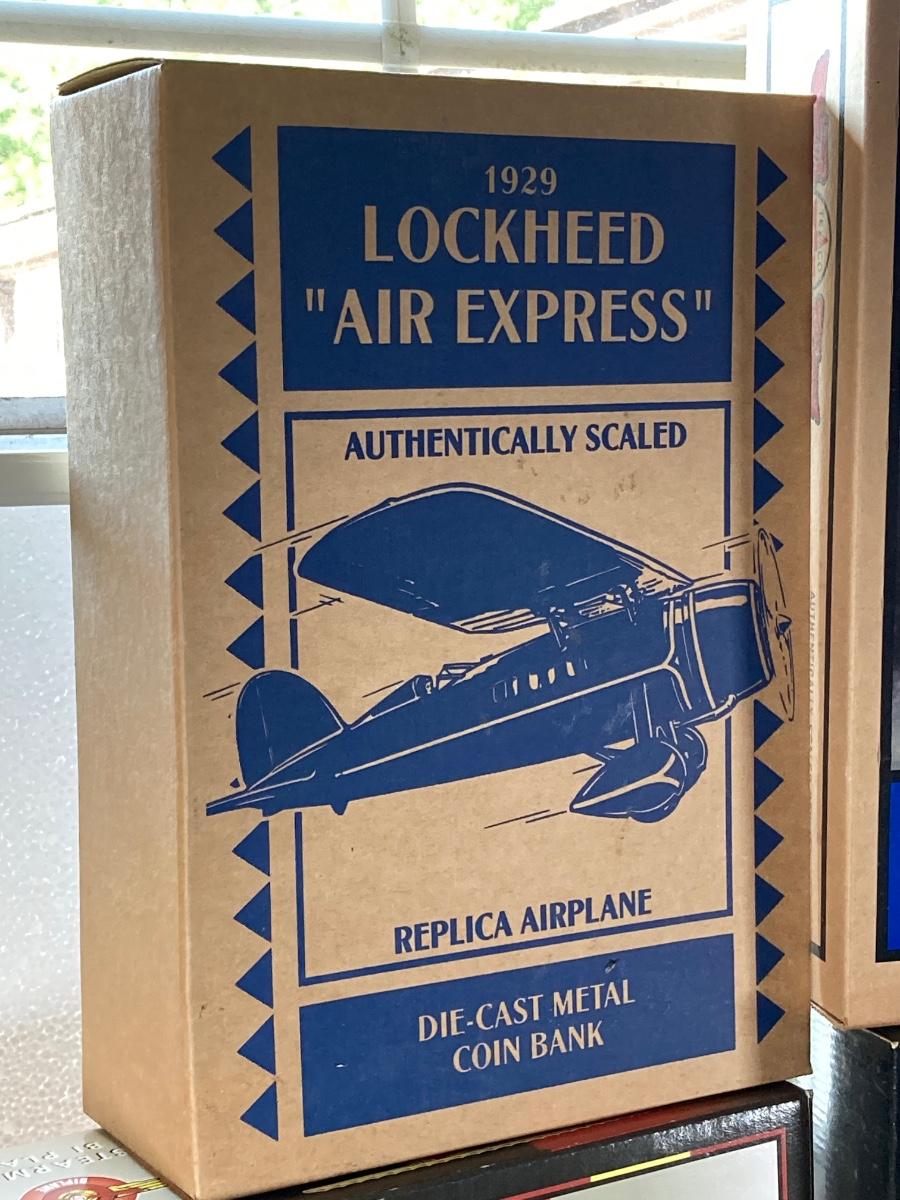 1929
LOCKHEED
"AIR EXPRESS"
AUTHENTICALLY SCALED
REPLICA AIRPLANE
DIE-CAST METAL
COIN BANK